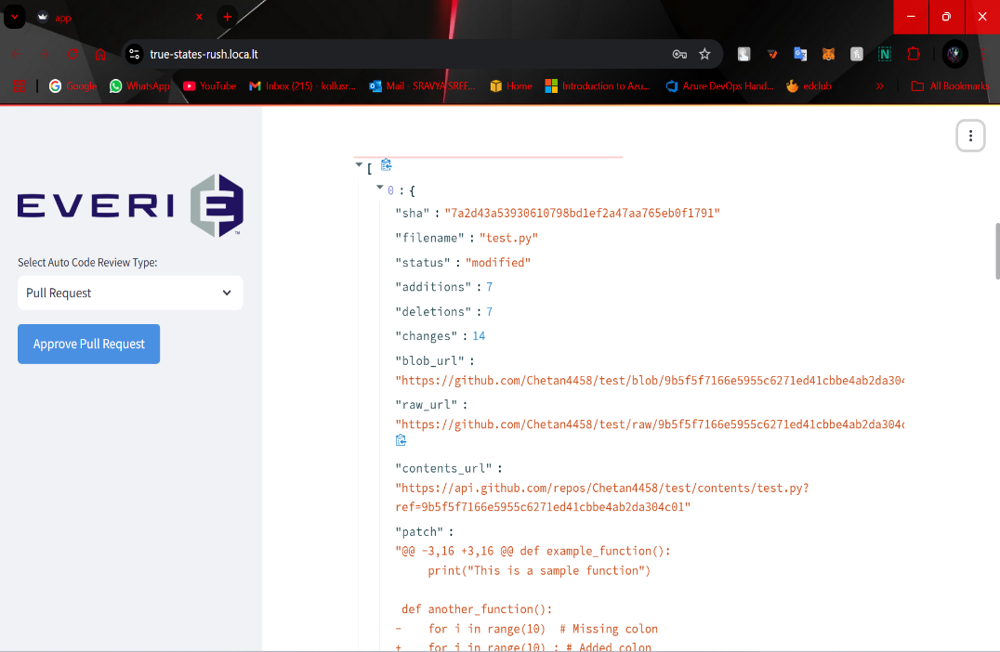 app
true-states-rush.loca.lt
Google
WhatsApp
YouTube
Inbox (215) - kollusr...
Mail - SRAVYA SREE...
Home
Introduction to Azu...
Azure DevOps Hand...
edclub
»
All Bookmarks
EVERI
™
Select Auto Code Review Type:
Pull Request
Approve Pull Request
[
0 : {
"sha" : "7a2d43a53930610798bd1ef2a47aa765eb0f1791"
"filename" : "test.py"
"status" : "modified"
"additions" : 7
"deletions" : 7
"changes" : 14
"blob_url" :
"https://github.com/Chetan4458/test/blob/9b5f5f7166e5955c6271ed41cbbe4ab2da304
"raw_url" :
"https://github.com/Chetan4458/test/raw/9b5f5f7166e5955c6271ed41cbbe4ab2da304c
"contents_url" :
"https://api.github.com/repos/Chetan4458/test/contents/test.py?
ref=9b5f5f7166e5955c6271ed41cbbe4ab2da304c01"
"patch" :
"@@ -3,16 +3,16 @@ def example_function():
print("This is a sample function")
def another_function():
-    for i in range(10)  # Missing colon
+    for i in range(10) : # Added colon